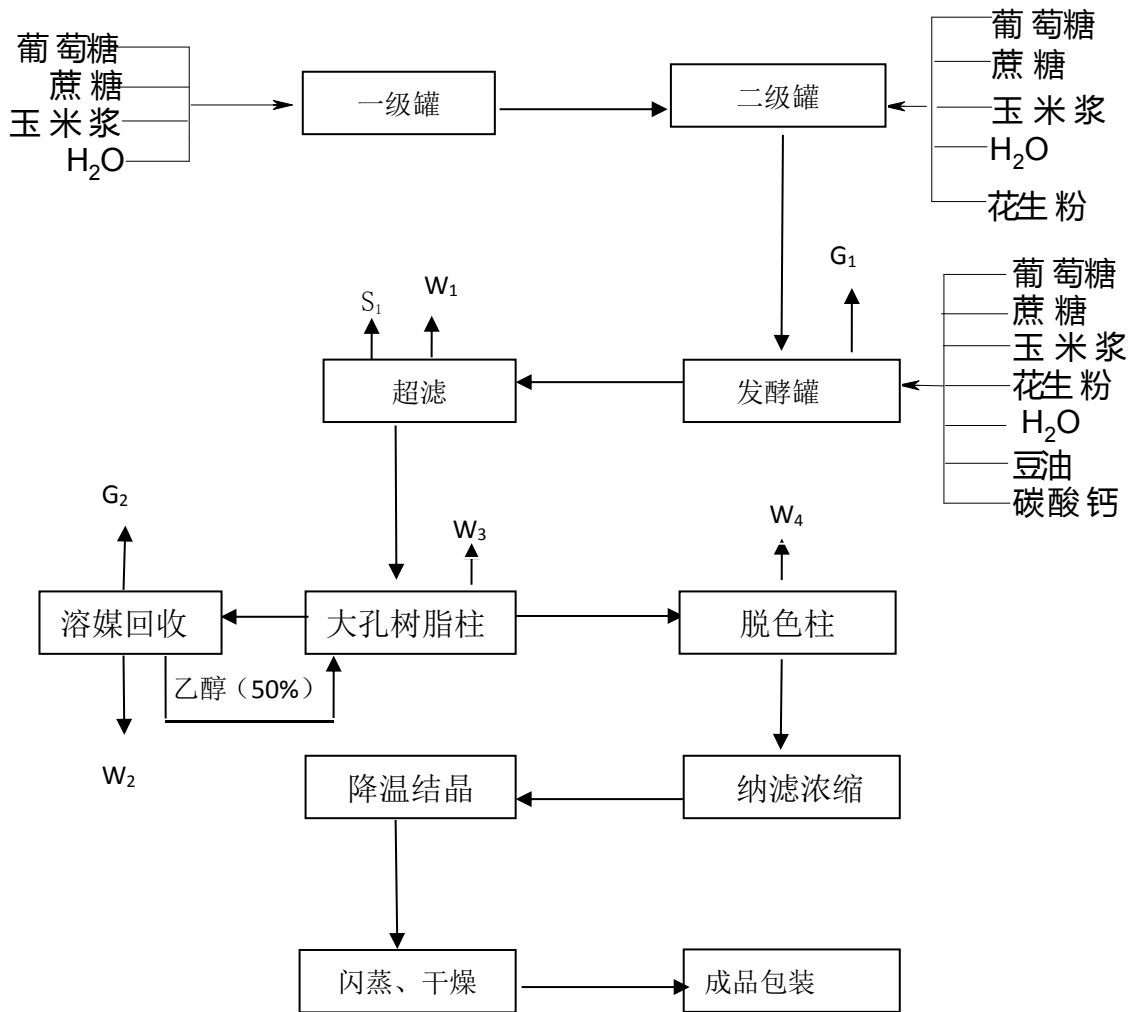 葡萄糖
蔗糖
玉米浆
H₂O
一级罐
二级罐
葡萄糖
蔗糖
玉米浆
H₂O
花生粉
G₁
S₁
W₁
超滤
发酵罐
葡萄糖
蔗糖
玉米浆
花生粉
H₂O
豆油
碳酸钙
G₂
W₃
W₄
溶媒回收
大孔树脂柱
脱色柱
乙醇（50%）
W₂
降温结晶
纳滤浓缩
闪蒸、干燥
成品包装